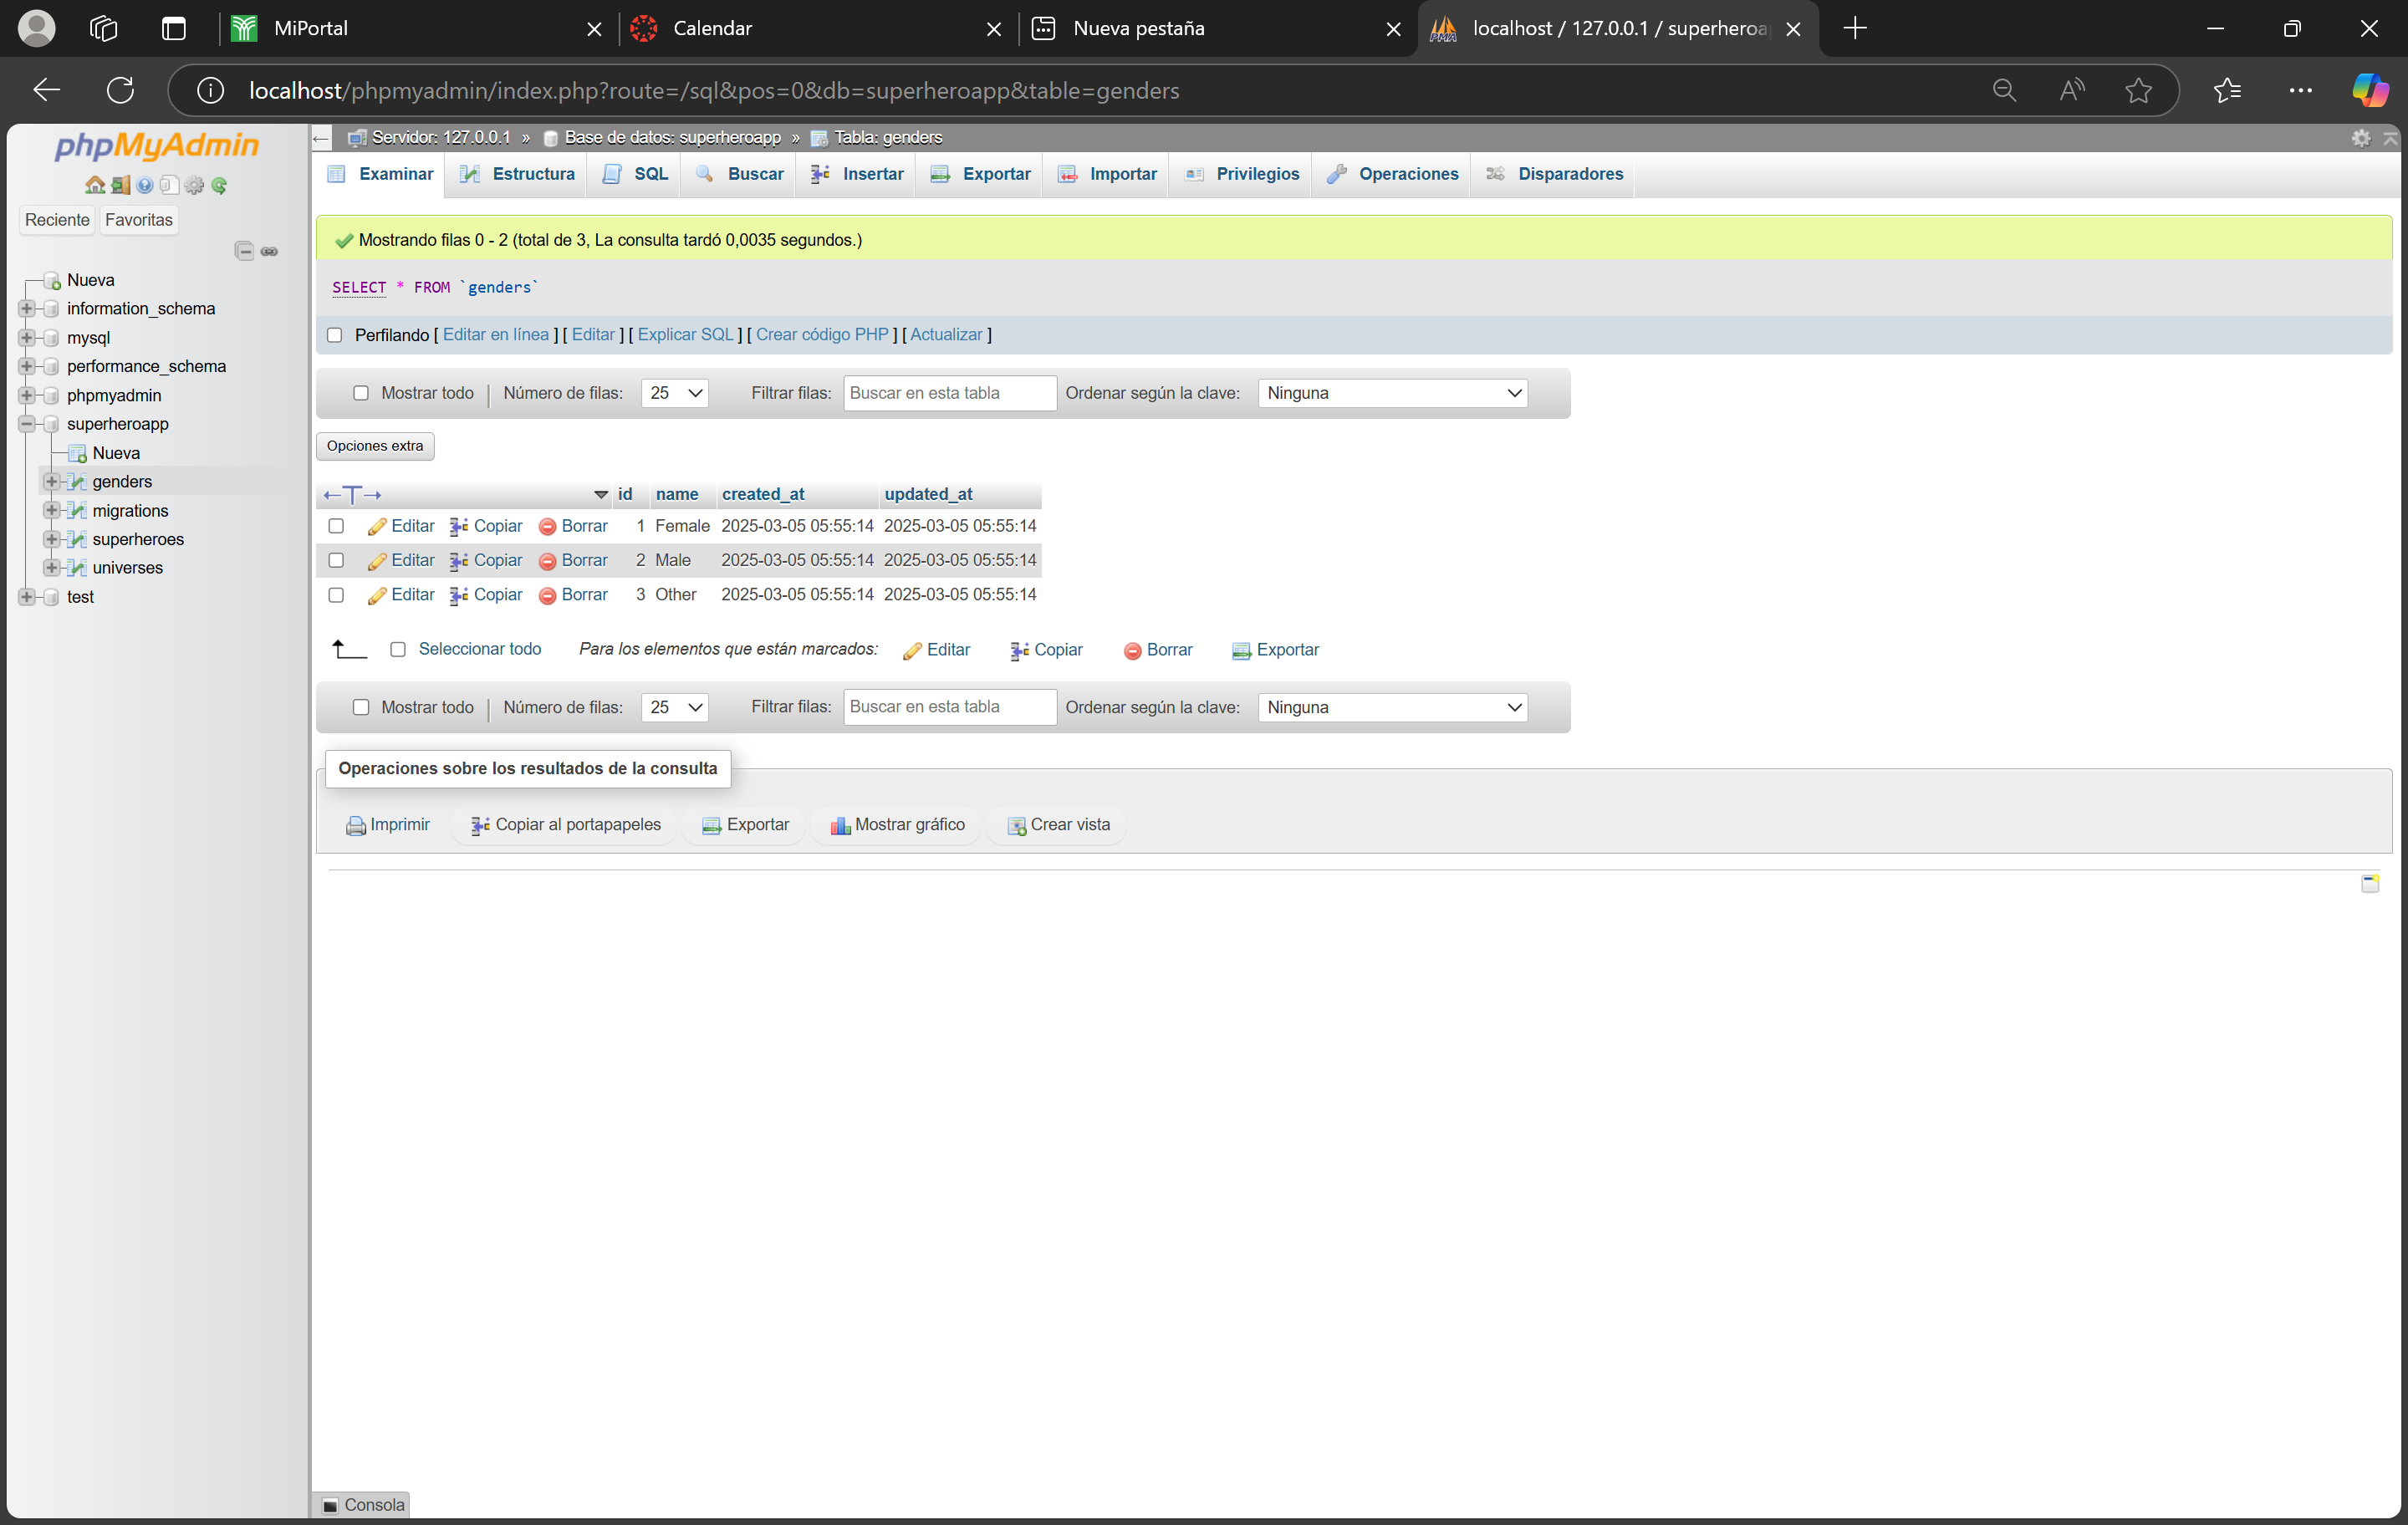 MiPortal
Calendar
Nueva pestaña
localhost / 127.0.0.1 / superheroa
localhost/phpmyadmin/index.php?route=/sql&pos=0&db=superheroapp&table=genders
phpMyAdmin
Reciente Favoritas
Nueva
information_schema
mysql
performance_schema
phpmyadmin
superheroapp
Nueva
genders
migrations
superheroes
universes
test
Servidor: 127.0.0.1 » Base de datos: superheroapp » Tabla: genders
Examinar Estructura SQL Buscar Insertar Exportar Importar Privilegios Operaciones Disparadores
Mostrando filas 0 - 2 (total de 3, La consulta tardó 0,0035 segundos.)
SELECT * FROM `genders`
Perfilando [ Editar en línea ] [ Editar ] [ Explicar SQL ] [ Crear código PHP ] [ Actualizar ]
Mostrar todo Número de filas: 25 Filtrar filas: Buscar en esta tabla Ordenar según la clave: Ninguna
Opciones extra
←T→ id name created_at updated_at
Editar Copiar Borrar 1 Female 2025-03-05 05:55:14 2025-03-05 05:55:14
Editar Copiar Borrar 2 Male 2025-03-05 05:55:14 2025-03-05 05:55:14
Editar Copiar Borrar 3 Other 2025-03-05 05:55:14 2025-03-05 05:55:14
Seleccionar todo Para los elementos que están marcados: Editar Copiar Borrar Exportar
Mostrar todo Número de filas: 25 Filtrar filas: Buscar en esta tabla Ordenar según la clave: Ninguna
Operaciones sobre los resultados de la consulta
Imprimir Copiar al portapapeles Exportar Mostrar gráfico Crear vista
Consola